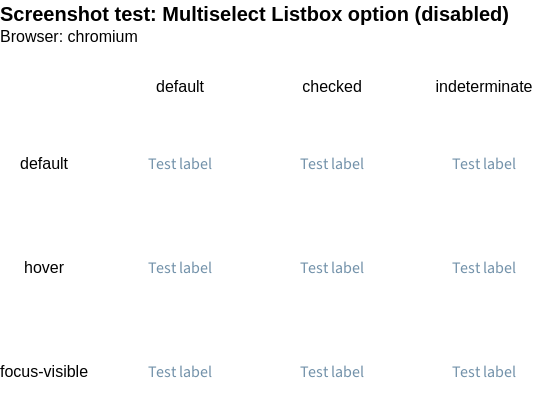 Screenshot test: Multiselect Listbox option (disabled)
Browser: chromium
default checked indeterminate
default Test label Test label Test label
hover Test label Test label Test label
focus-visible Test label Test label Test label